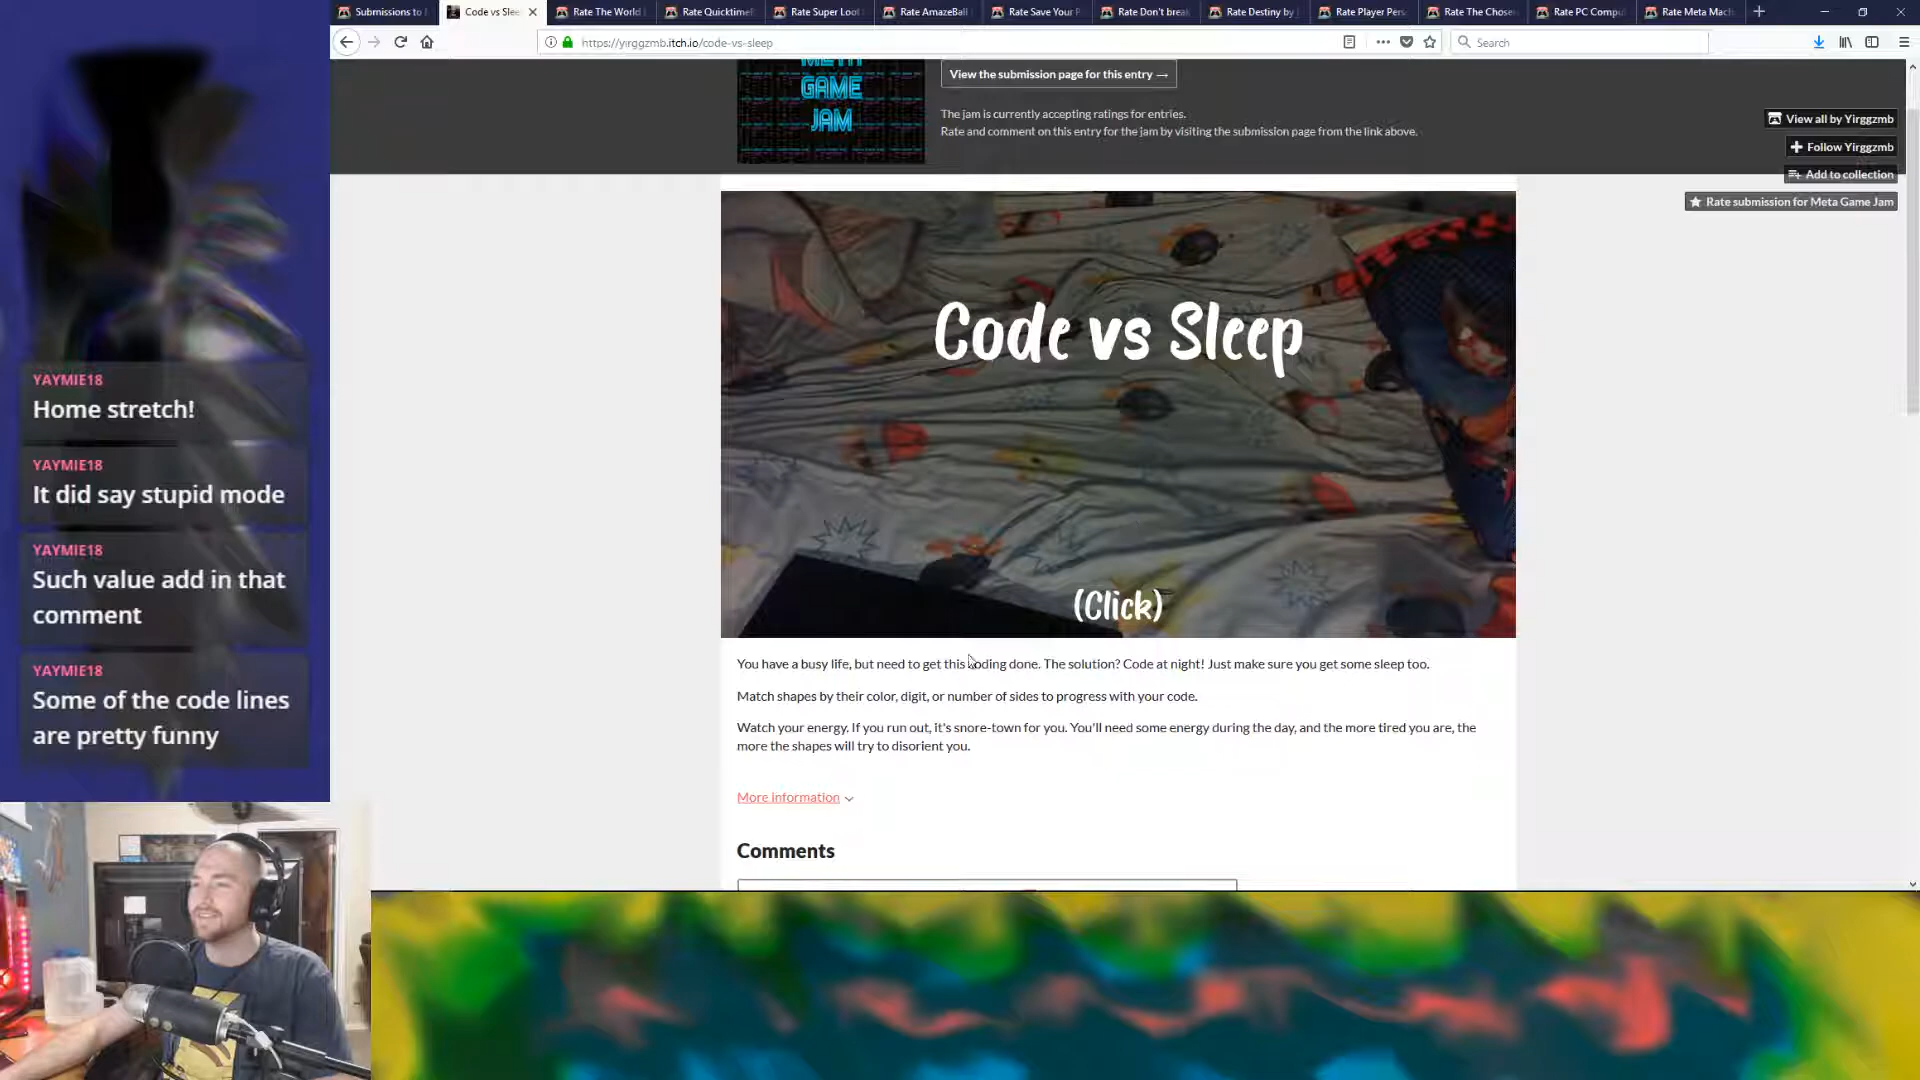 Submissions to
Code vs Slee
Rate The World
Rate Quicktime
Rate Super Loot
Rate AmazeBall
Rate Save Your P
Rate Don't break
Rate Destiny by
Rate Player Pers
Rate The Chosen
Rate PC Compu
Rate Meta Mach
https://yirggzmb.itch.io/code-vs-sleep
Search
META
GAME
JAM
View the submission page for this entry →
The jam is currently accepting ratings for entries.
Rate and comment on this entry for the jam by visiting the submission page from the link above.
View all by Yirggzmb
Follow Yirggzmb
Add to collection
Rate submission for Meta Game Jam
Code vs Sleep
(Click)
YAYMIE18
Home stretch!
YAYMIE18
It did say stupid mode
YAYMIE18
Such value add in that
comment
YAYMIE18
Some of the code lines
are pretty funny
You have a busy life, but need to get this coding done. The solution? Code at night! Just make sure you get some sleep too.
Match shapes by their color, digit, or number of sides to progress with your code.
Watch your energy. If you run out, it's snore-town for you. You'll need some energy during the day, and the more tired you are, the
more the shapes will try to disorient you.
More information
Comments